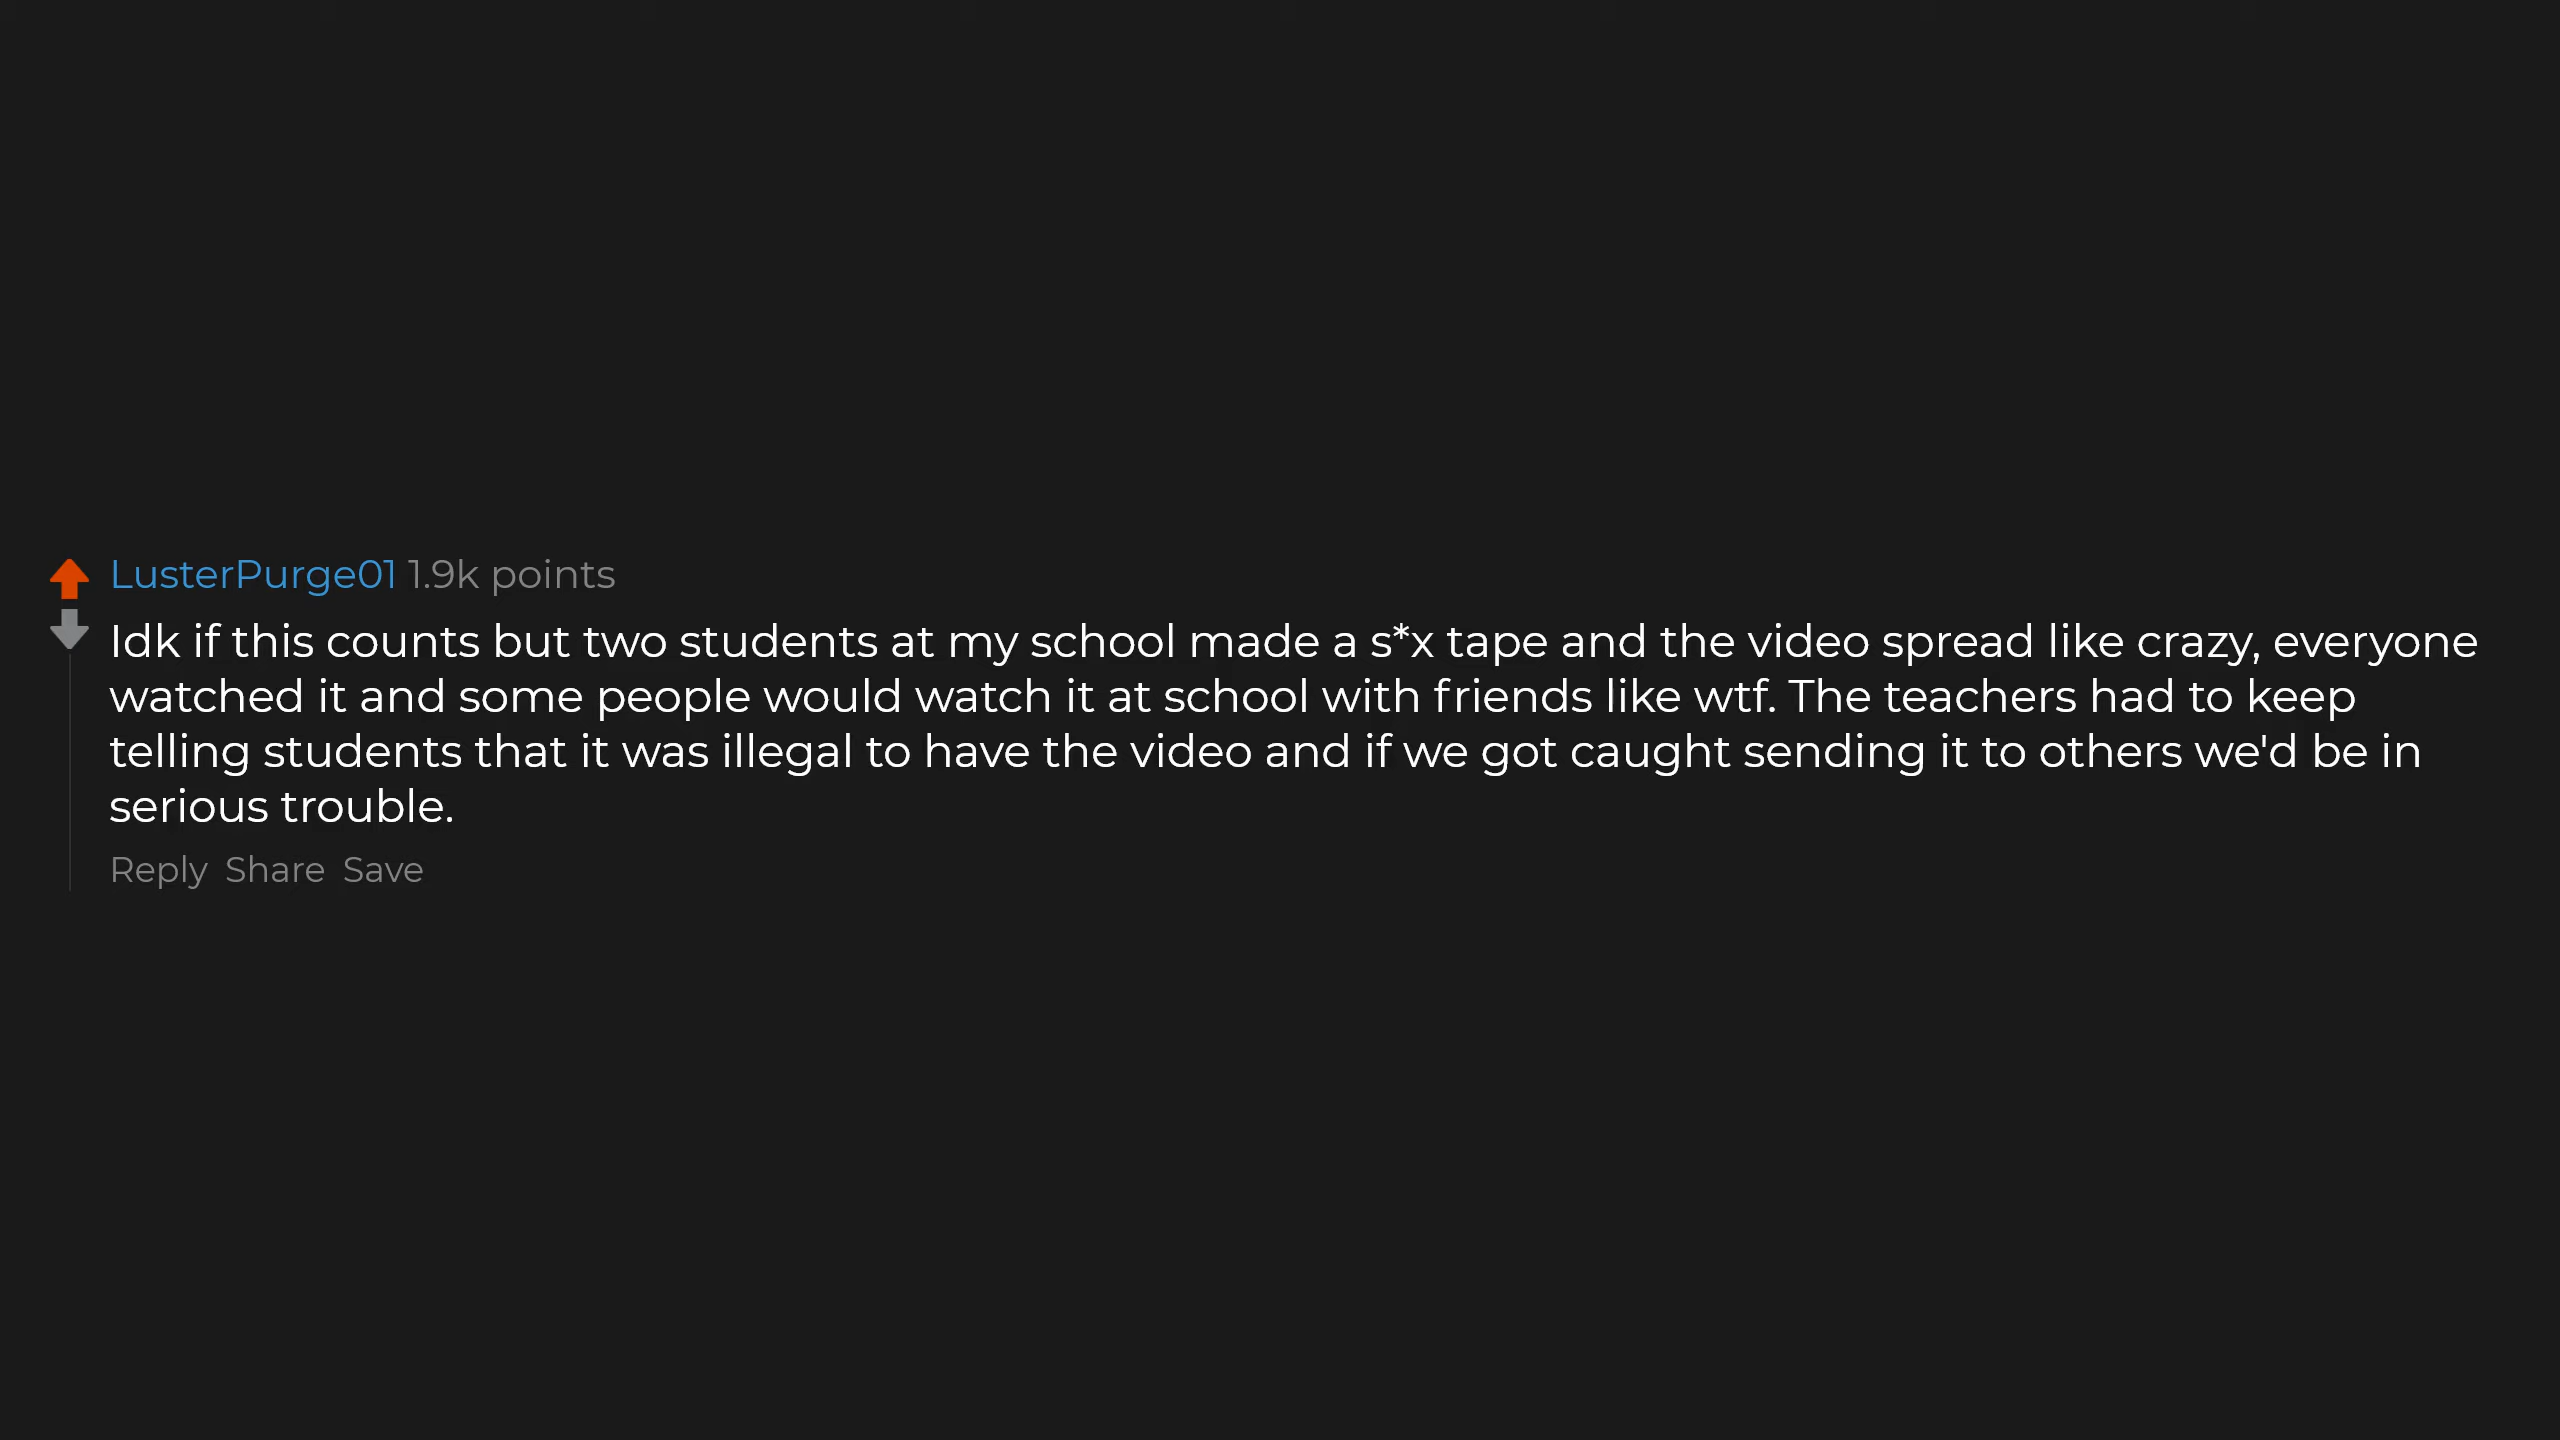 LusterPurge01 1.9k points
Idk if this counts but two students at my school made a s*x tape and the video spread like crazy, everyone
watched it and some people would watch it at school with friends like wtf. The teachers had to keep
telling students that it was illegal to have the video and if we got caught sending it to others we'd be in
serious trouble.
Reply Share Save